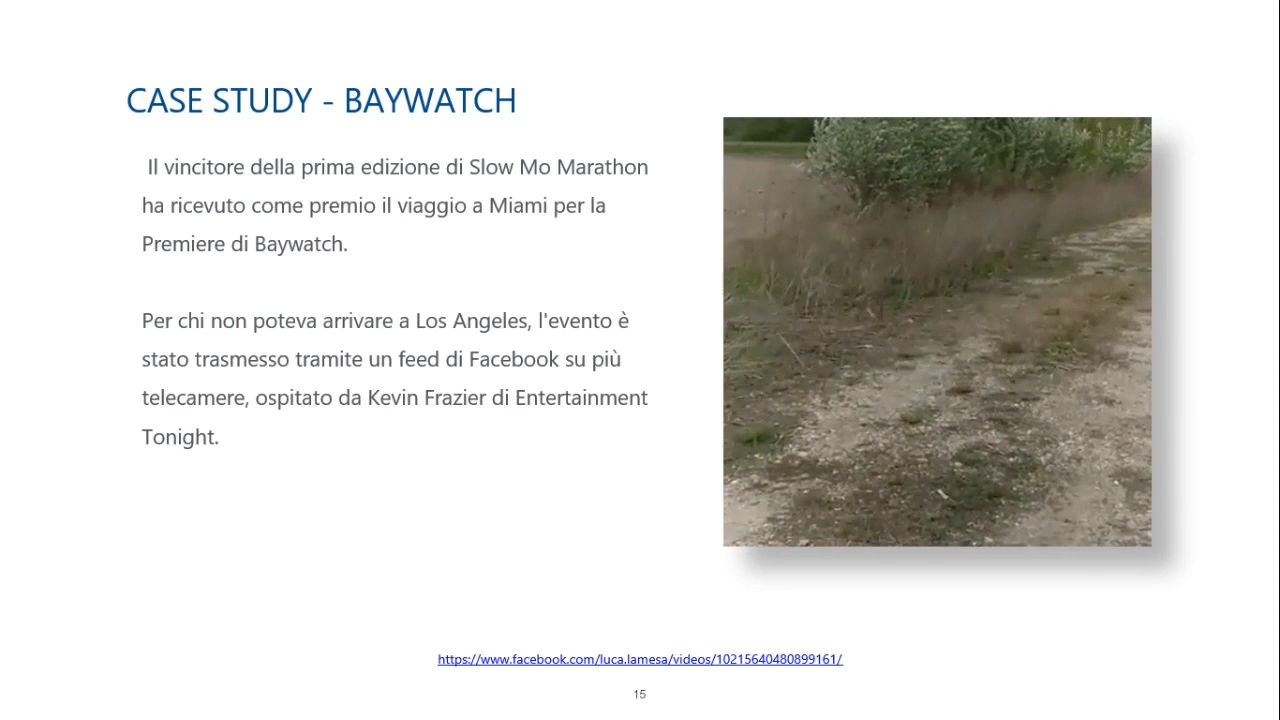 CASE STUDY - BAYWATCH
Il vincitore della prima edizione di Slow Mo Marathon
ha ricevuto come premio il viaggio a Miami per la
Premiere di Baywatch.
Per chi non poteva arrivare a Los Angeles, l'evento è
stato trasmesso tramite un feed di Facebook su più
telecamere, ospitato da Kevin Frazier di Entertainment
Tonight.
https://www.facebook.com/luca.lamesa/videos/10215640480899161/
15